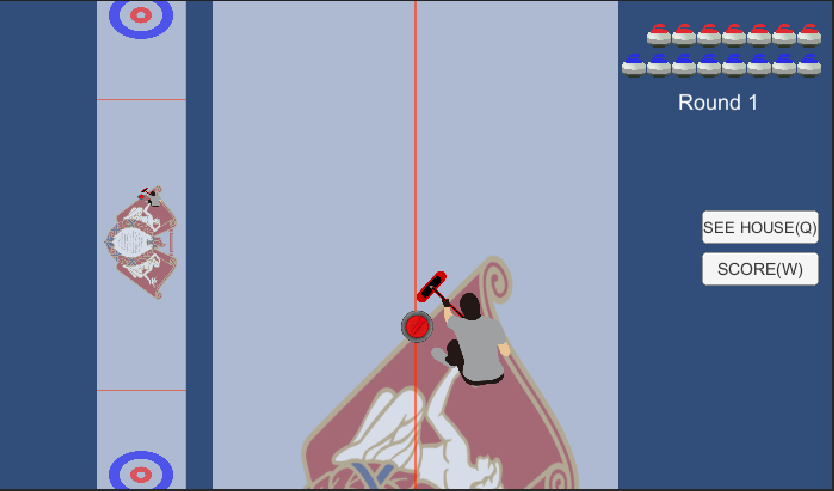 Round 1
SEE HOUSE(Q)
SCORE(W)